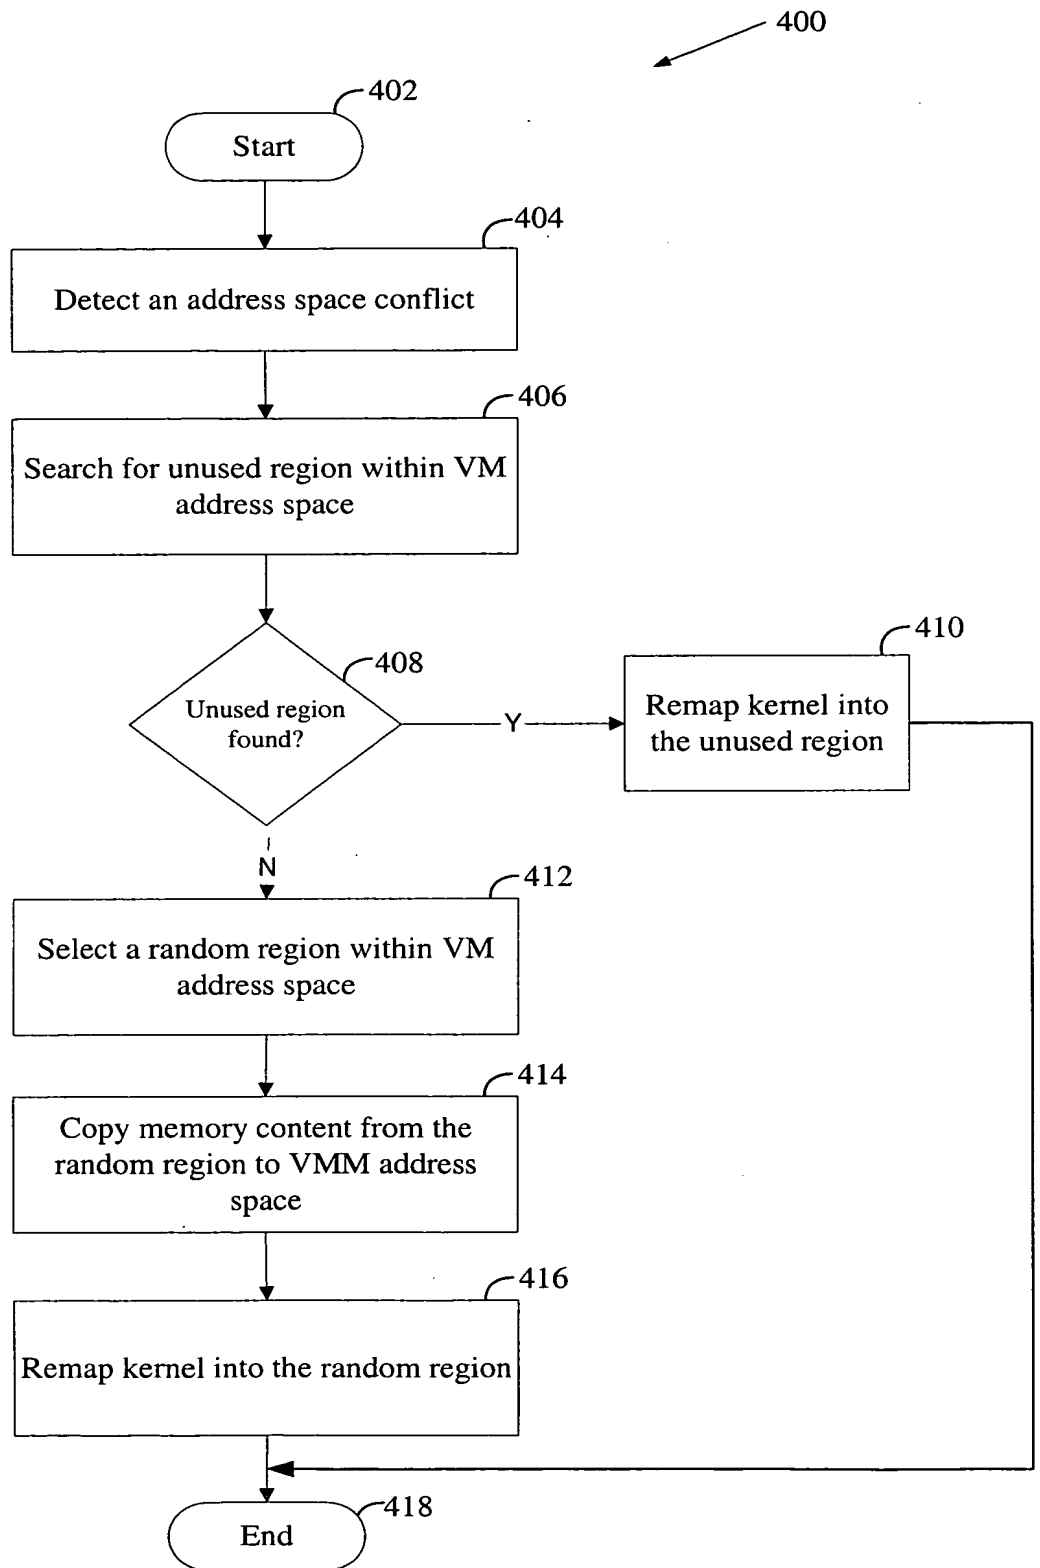 400
402
Start
404
Detect an address space conflict
406
Search for unused region within VM
address space
408
Unused region
found?
Y
410
Remap kernel into
the unused region
N
412
Select a random region within VM
address space
414
Copy memory content from the
random region to VMM address
space
416
Remap kernel into the random region
418
End